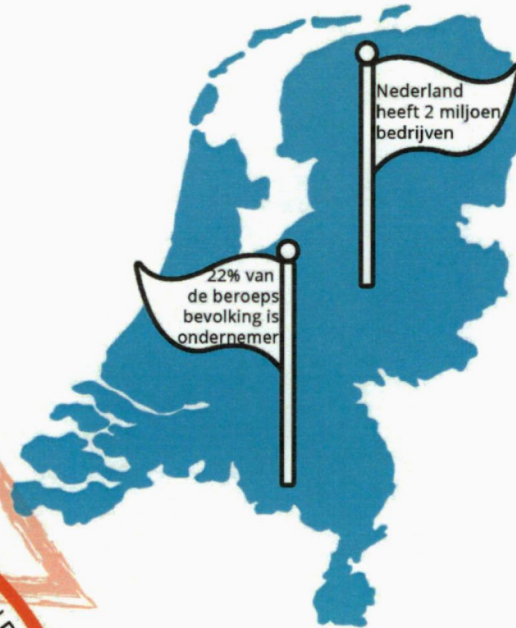 Nederland
heeft 2 miljoen
bedrijven
22% van
de beroeps
bevolking is
ondernemer